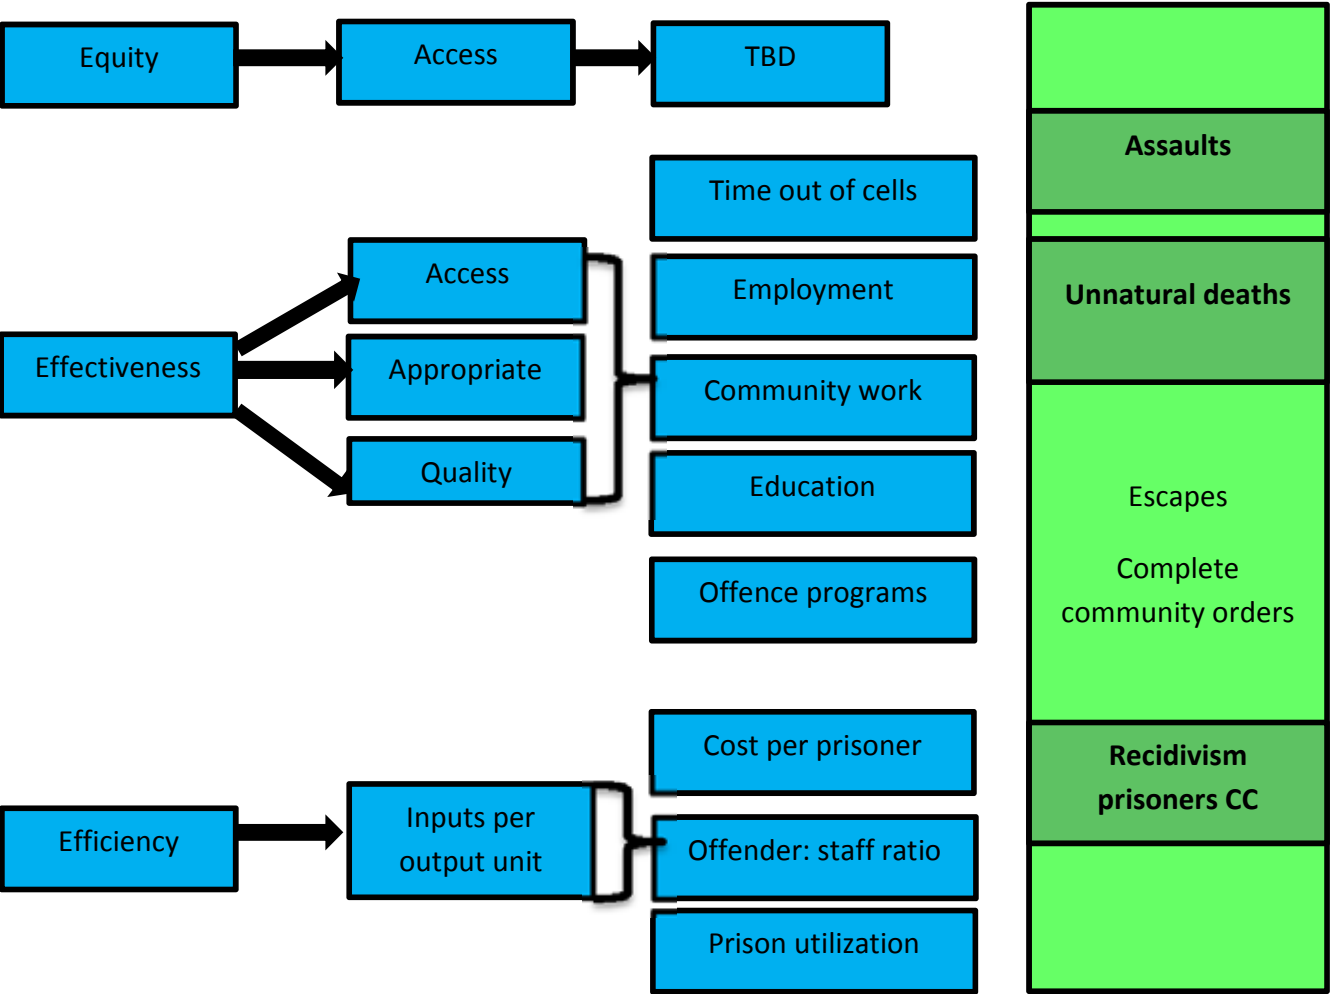 Equity
Access
TBD
Time out of cells
Access
Employment
Effectiveness
Appropriate
Community work
Quality
Education
Offence programs
Cost per prisoner
Efficiency
Inputs per
output unit
Offender: staff ratio
Prison utilization
Assaults
Unnatural deaths
Escapes
Complete
community orders
Recidivism
prisoners CC